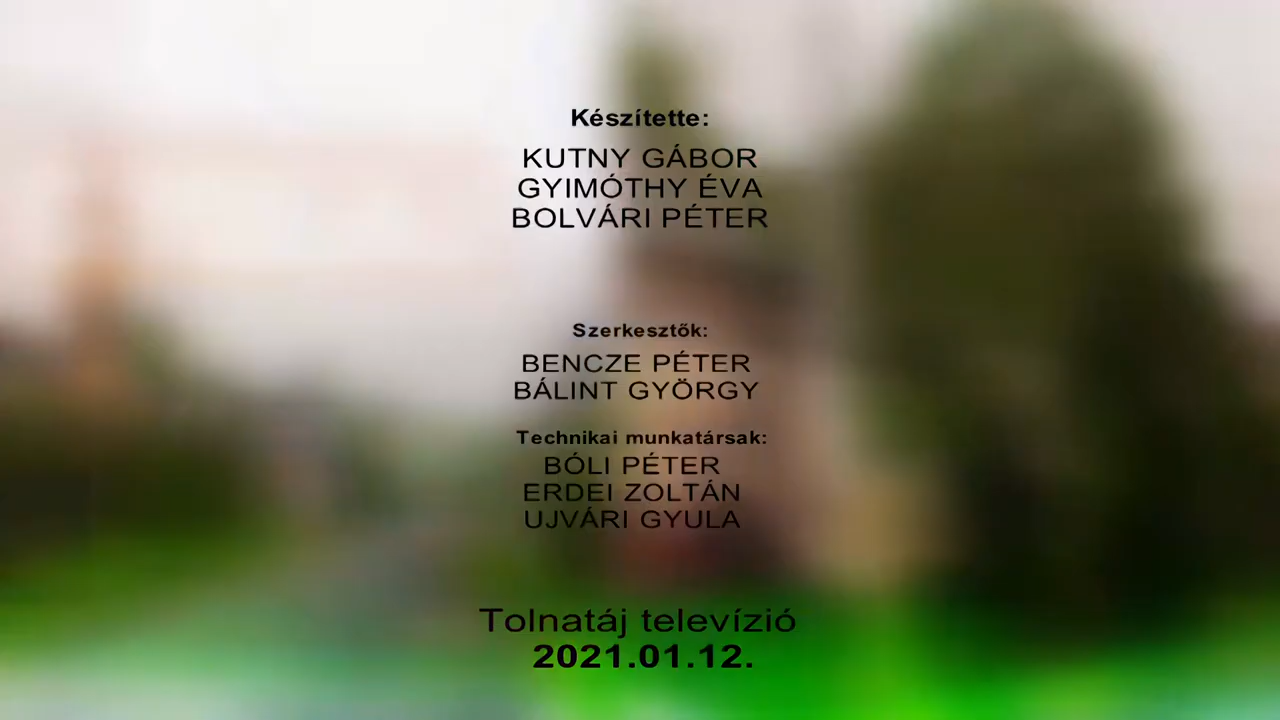 Készítette:
KUTNY GÁBOR
GYIMÓTHY ÉVA
BOLVÁRI PÉTER
Szerkesztők:
BENCZE PÉTER
BÁLINT GYÖRGY
Technikai munkatársak:
BÓLI PÉTER
ERDEI ZOLTÁN
UJVÁRI GYULA
Tolnatáj televízió
2021.01.12.